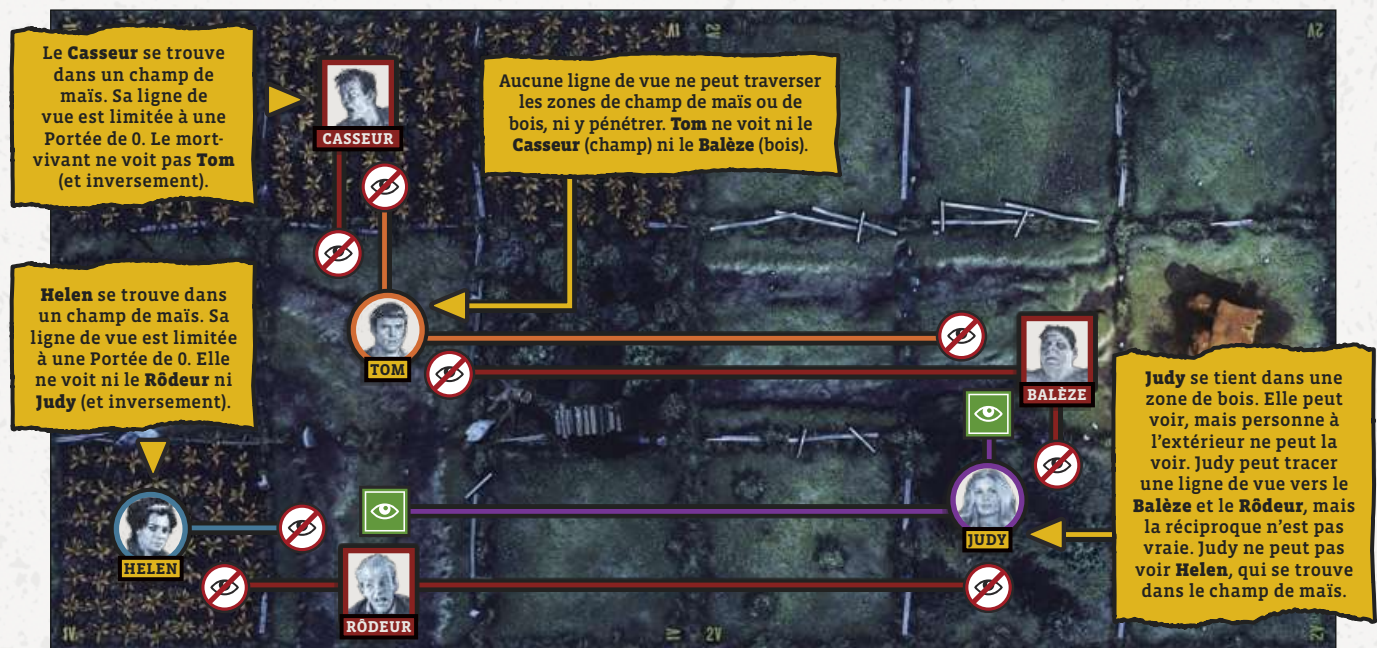 Le Casseur se trouve
dans un champ de
maïs. Sa ligne de
vue est limitée à une
Portée de 0. Le mort-
vivant ne voit pas Tom
(et inversement).
CASSEUR
Aucune ligne de vue ne peut traverser
les zones de champ de maïs ou de
bois, ni y pénétrer. Tom ne voit ni le
Casseur (champ) ni le Balèze (bois).
1V
2V
2V
Helen se trouve dans
un champ de maïs. Sa
ligne de vue est limitée
à une Portée de 0. Elle
ne voit ni le Rôdeur ni
Judy (et inversement).
TOM
BALÈZE
Judy se tient dans une
zone de bois. Elle peut
voir, mais personne à
l'extérieur ne peut la
voir. Judy peut tracer
une ligne de vue vers le
Balèze et le Rôdeur, mais
la réciproque n'est pas
vraie. Judy ne peut pas
voir Helen, qui se trouve
dans le champ de maïs.
HELEN
JUDY
RÔDEUR
1V
1V
2V
2V